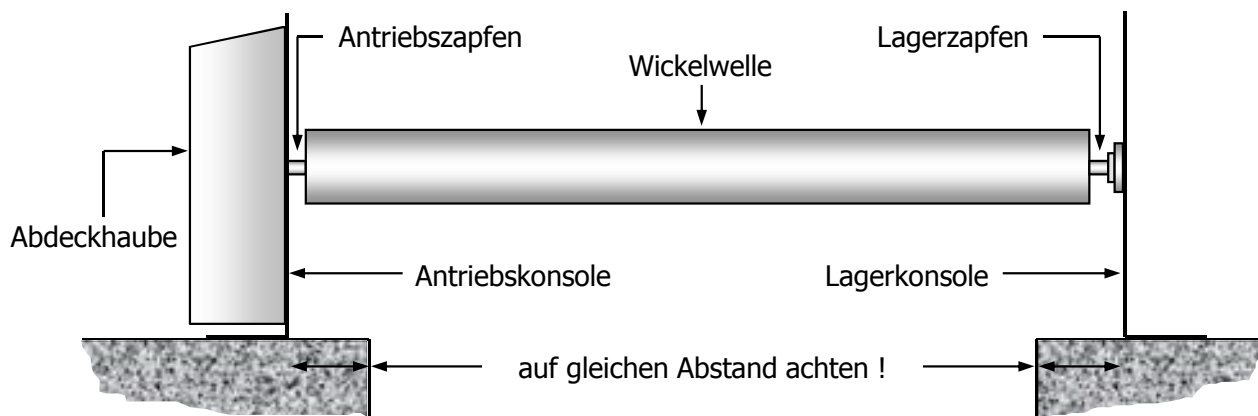 Antriebszapfen
Lagerzapfen
Wickelwelle
Abdeckhaube
Antriebskonsole
Lagerkonsole
auf gleichen Abstand achten !